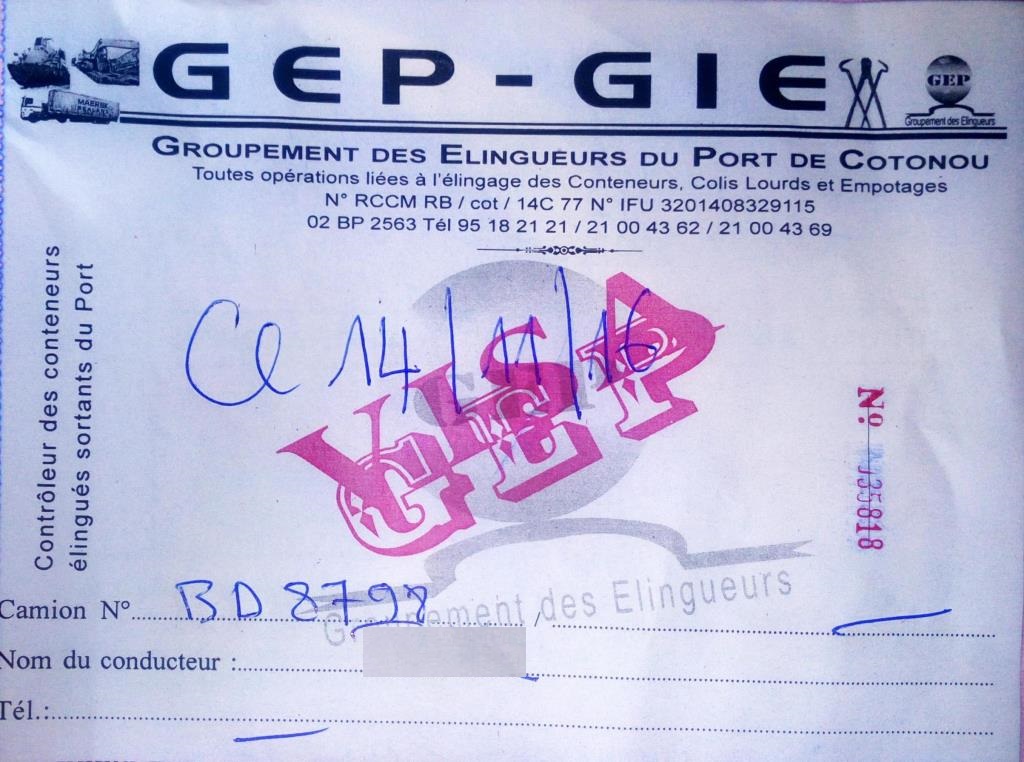 GEP-GIE
MAERSK
SEALAND
GEP
Groupement des Elingueurs
GROUPEMENT DES ELINGUEURS DU PORT DE COTONOU
Toutes opérations liées à l'élingage des Conteneurs, Colis Lourds et Empotages
N° RCCM RB / cot / 14C 77 N° IFU 3201408329115
02 BP 2563 Tél 95 18 21 21 / 21 00 43 62 / 21 00 43 69
Contrôleur des conteneurs
élingués sortants du Port
14/11/16
GEP
VISA
GEP
Groupement des Elingueurs
N°
Camion N° BD 8798
Nom du conducteur :
Tél.: